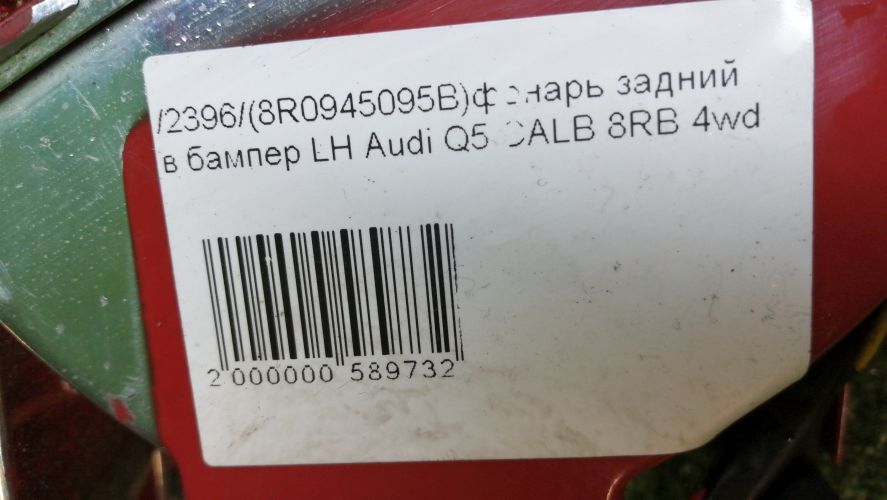 /2396/(8R0945095B)фонарь задний
в бампер LH Audi Q5 CALB 8RB 4wd
2 000000 589732